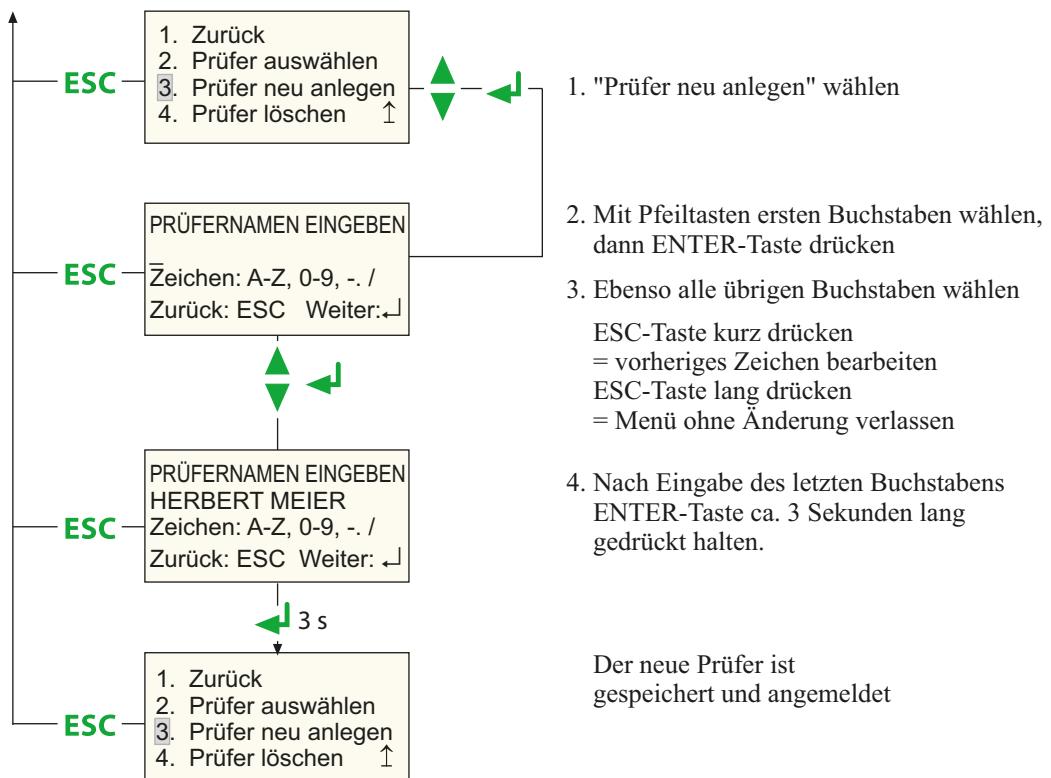 1. Zurück
2. Prüfer auswählen
3. Prüfer neu anlegen
4. Prüfer löschen ↥
ESC
1. "Prüfer neu anlegen" wählen
PRÜFERNAMEN EINGEBEN
_
Zeichen: A-Z, 0-9, -. /
Zurück: ESC Weiter:↵
ESC
2. Mit Pfeiltasten ersten Buchstaben wählen,
dann ENTER-Taste drücken
3. Ebenso alle übrigen Buchstaben wählen
ESC-Taste kurz drücken
= vorheriges Zeichen bearbeiten
ESC-Taste lang drücken
= Menü ohne Änderung verlassen
PRÜFERNAMEN EINGEBEN
HERBERT MEIER
Zeichen: A-Z, 0-9, -. /
Zurück: ESC Weiter: ↵
ESC
4. Nach Eingabe des letzten Buchstabens
ENTER-Taste ca. 3 Sekunden lang
gedrückt halten.
3 s
1. Zurück
2. Prüfer auswählen
3. Prüfer neu anlegen
4. Prüfer löschen ↥
ESC
Der neue Prüfer ist
gespeichert und angemeldet